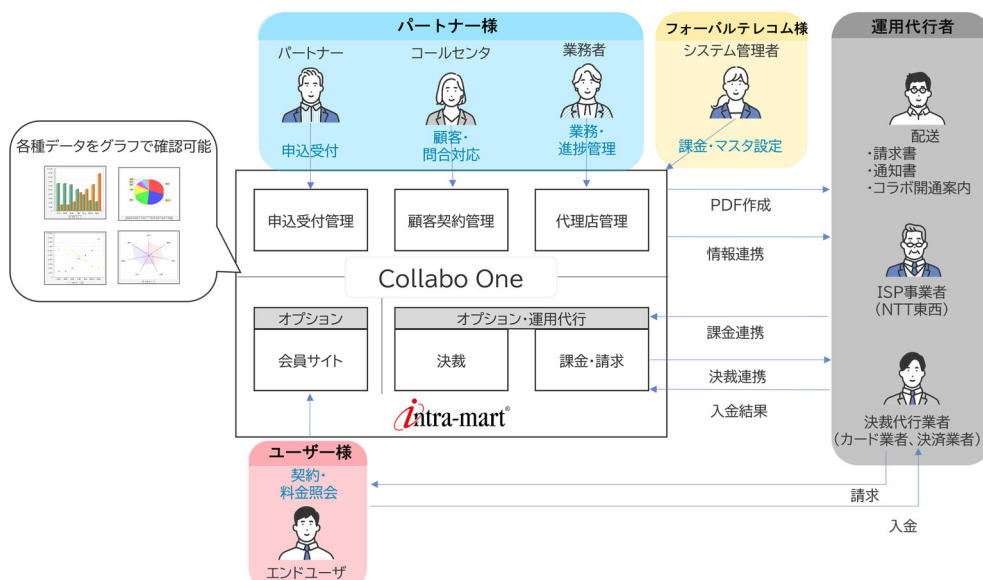 パートナー様
フォーバルテレコム様
運用代行者
パートナー
コールセンタ
業務者
システム管理者
申込受付
顧客・
問合対応
業務・
進捗管理
課金・マスタ設定
配送
・請求書
・通知書
・コラボ開通案内
各種データをグラフで確認可能
申込受付管理
顧客契約管理
代理店管理
PDF作成
情報連携
Collabo One
ISP事業者
(NTT東西)
オプション
オプション・運用代行
会員サイト
決裁
課金・請求
課金連携
決裁連携
入金結果
intra-mart®
決裁代行業者
(カード業者、決済業者)
ユーザー様
契約・
料金照会
エンドユーザ
請求
入金